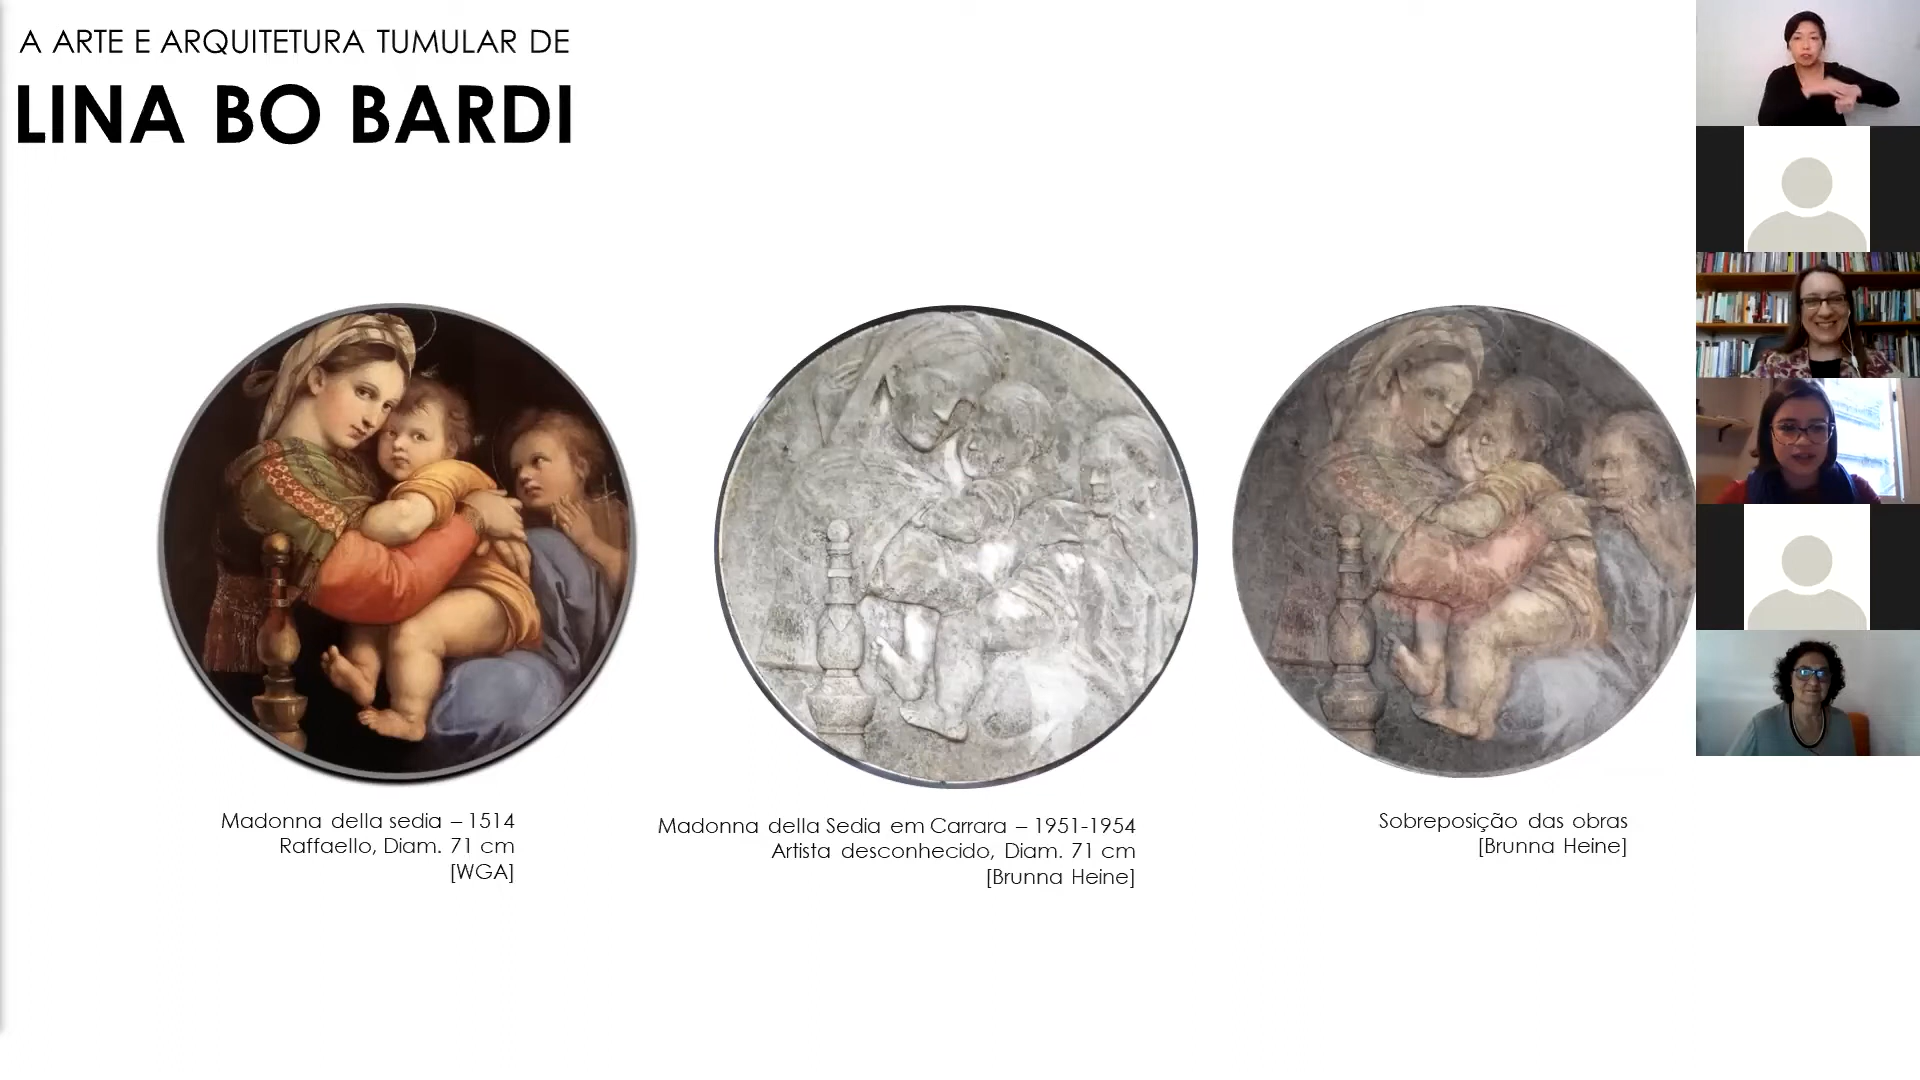 A ARTE E ARQUITETURA TUMULAR DE
LINA BO BARDI
Madonna della sedia – 1514
Raffaello, Diam. 71 cm
[WGA]
Madonna della Sedia em Carrara – 1951-1954
Artista desconhecido, Diam. 71 cm
[Brunna Heine]
Sobreposição das obras
[Brunna Heine]